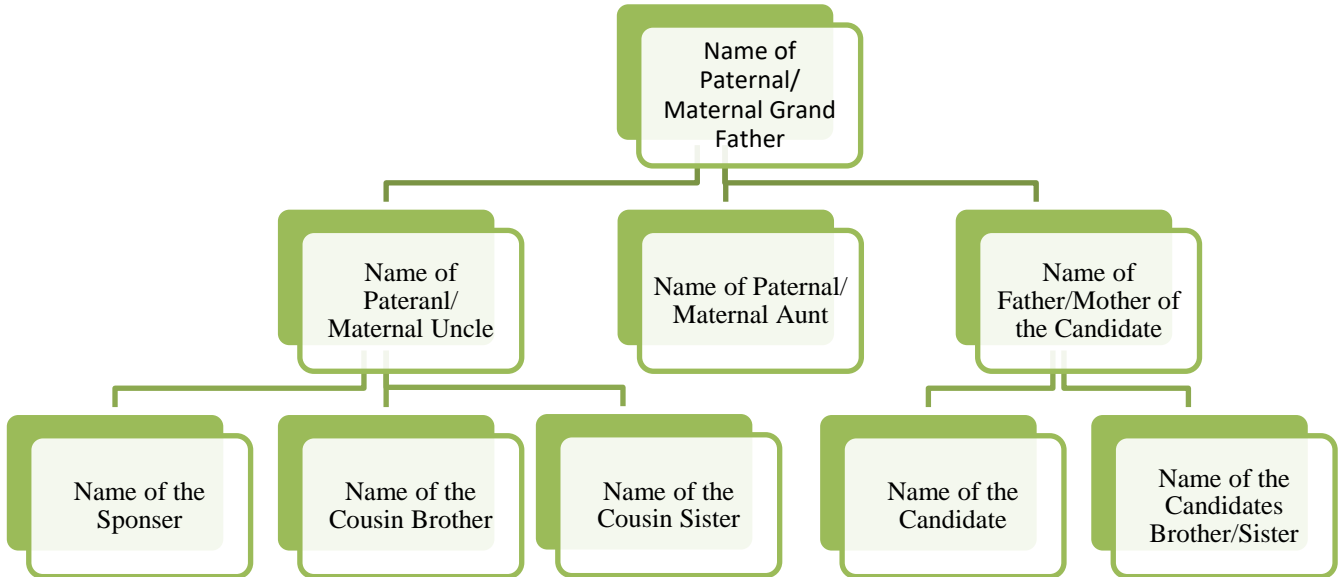 Name of
Paternal/
Maternal Grand
Father
Name of
Pateranl/
Maternal Uncle
Name of Paternal/
Maternal Aunt
Name of
Father/Mother of
the Candidate
Name of the
Sponser
Name of the
Cousin Brother
Name of the
Cousin Sister
Name of the
Candidate
Name of the
Candidates
Brother/Sister